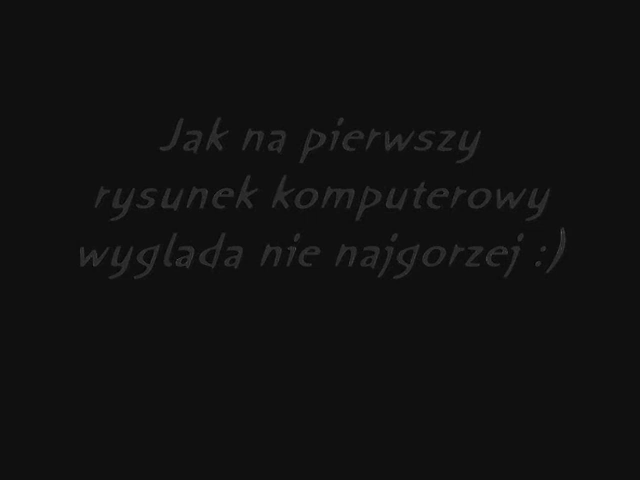 Jak na pierwszy
rysunek komputerowy
wyglada nie najgorzej :)